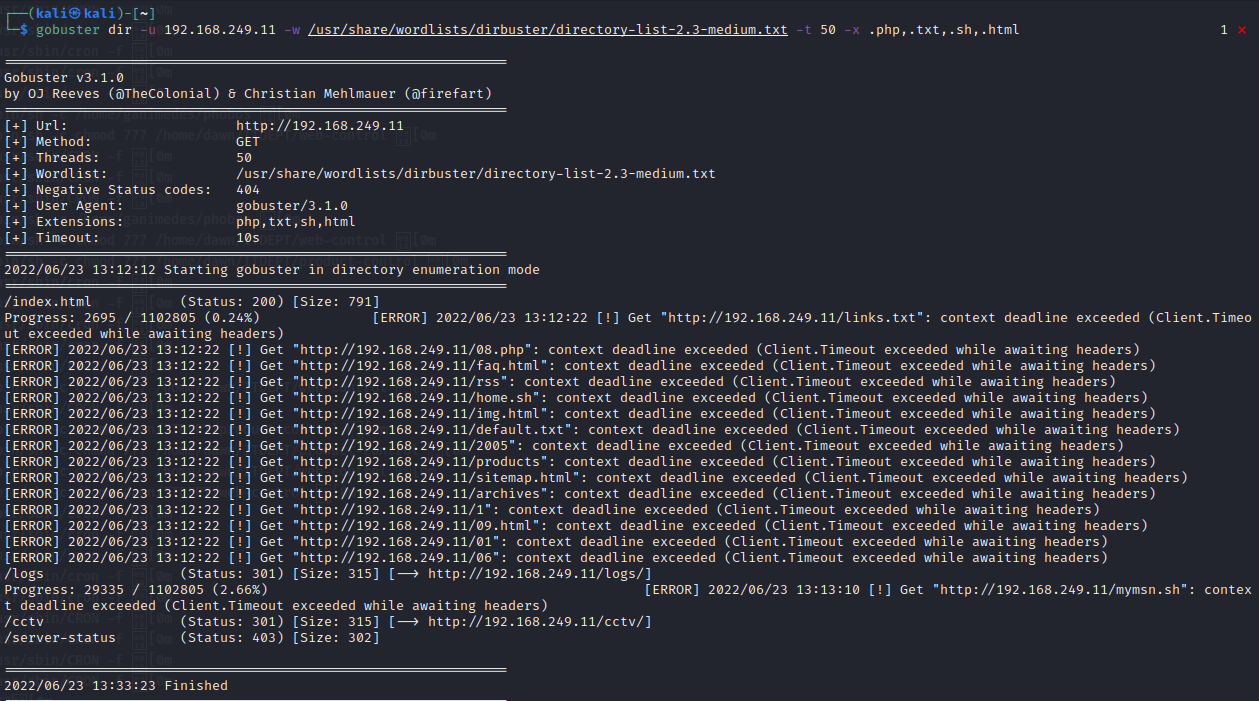 ┌──(kali㉿kali)-[~]
└─$ gobuster dir -u 192.168.249.11 -w /usr/share/wordlists/dirbuster/directory-list-2.3-medium.txt -t 50 -x .php,.txt,.sh,.html 1 ⨯
===============================================================
Gobuster v3.1.0
by OJ Reeves (@TheColonial) & Christian Mehlmauer (@firefart)
===============================================================
[+] Url: http://192.168.249.11
[+] Method: GET
[+] Threads: 50
[+] Wordlist: /usr/share/wordlists/dirbuster/directory-list-2.3-medium.txt
[+] Negative Status codes: 404
[+] User Agent: gobuster/3.1.0
[+] Extensions: php,txt,sh,html
[+] Timeout: 10s
===============================================================
2022/06/23 13:12:12 Starting gobuster in directory enumeration mode
===============================================================
/index.html (Status: 200) [Size: 791]
Progress: 2695 / 1102805 (0.24%) [ERROR] 2022/06/23 13:12:22 [!] Get "http://192.168.249.11/links.txt": context deadline exceeded (Client.Timeo
ut exceeded while awaiting headers)
[ERROR] 2022/06/23 13:12:22 [!] Get "http://192.168.249.11/08.php": context deadline exceeded (Client.Timeout exceeded while awaiting headers)
[ERROR] 2022/06/23 13:12:22 [!] Get "http://192.168.249.11/faq.html": context deadline exceeded (Client.Timeout exceeded while awaiting headers)
[ERROR] 2022/06/23 13:12:22 [!] Get "http://192.168.249.11/rss": context deadline exceeded (Client.Timeout exceeded while awaiting headers)
[ERROR] 2022/06/23 13:12:22 [!] Get "http://192.168.249.11/home.sh": context deadline exceeded (Client.Timeout exceeded while awaiting headers)
[ERROR] 2022/06/23 13:12:22 [!] Get "http://192.168.249.11/img.html": context deadline exceeded (Client.Timeout exceeded while awaiting headers)
[ERROR] 2022/06/23 13:12:22 [!] Get "http://192.168.249.11/default.txt": context deadline exceeded (Client.Timeout exceeded while awaiting headers)
[ERROR] 2022/06/23 13:12:22 [!] Get "http://192.168.249.11/2005": context deadline exceeded (Client.Timeout exceeded while awaiting headers)
[ERROR] 2022/06/23 13:12:22 [!] Get "http://192.168.249.11/products": context deadline exceeded (Client.Timeout exceeded while awaiting headers)
[ERROR] 2022/06/23 13:12:22 [!] Get "http://192.168.249.11/sitemap.html": context deadline exceeded (Client.Timeout exceeded while awaiting headers)
[ERROR] 2022/06/23 13:12:22 [!] Get "http://192.168.249.11/archives": context deadline exceeded (Client.Timeout exceeded while awaiting headers)
[ERROR] 2022/06/23 13:12:22 [!] Get "http://192.168.249.11/1": context deadline exceeded (Client.Timeout exceeded while awaiting headers)
[ERROR] 2022/06/23 13:12:22 [!] Get "http://192.168.249.11/09.html": context deadline exceeded (Client.Timeout exceeded while awaiting headers)
[ERROR] 2022/06/23 13:12:22 [!] Get "http://192.168.249.11/01": context deadline exceeded (Client.Timeout exceeded while awaiting headers)
[ERROR] 2022/06/23 13:12:22 [!] Get "http://192.168.249.11/06": context deadline exceeded (Client.Timeout exceeded while awaiting headers)
/logs (Status: 301) [Size: 315] [--> http://192.168.249.11/logs/]
Progress: 29335 / 1102805 (2.66%) [ERROR] 2022/06/23 13:13:10 [!] Get "http://192.168.249.11/mymsn.sh": contex
t deadline exceeded (Client.Timeout exceeded while awaiting headers)
/cctv (Status: 301) [Size: 315] [--> http://192.168.249.11/cctv/]
/server-status (Status: 403) [Size: 302]
===============================================================
2022/06/23 13:33:23 Finished
===============================================================